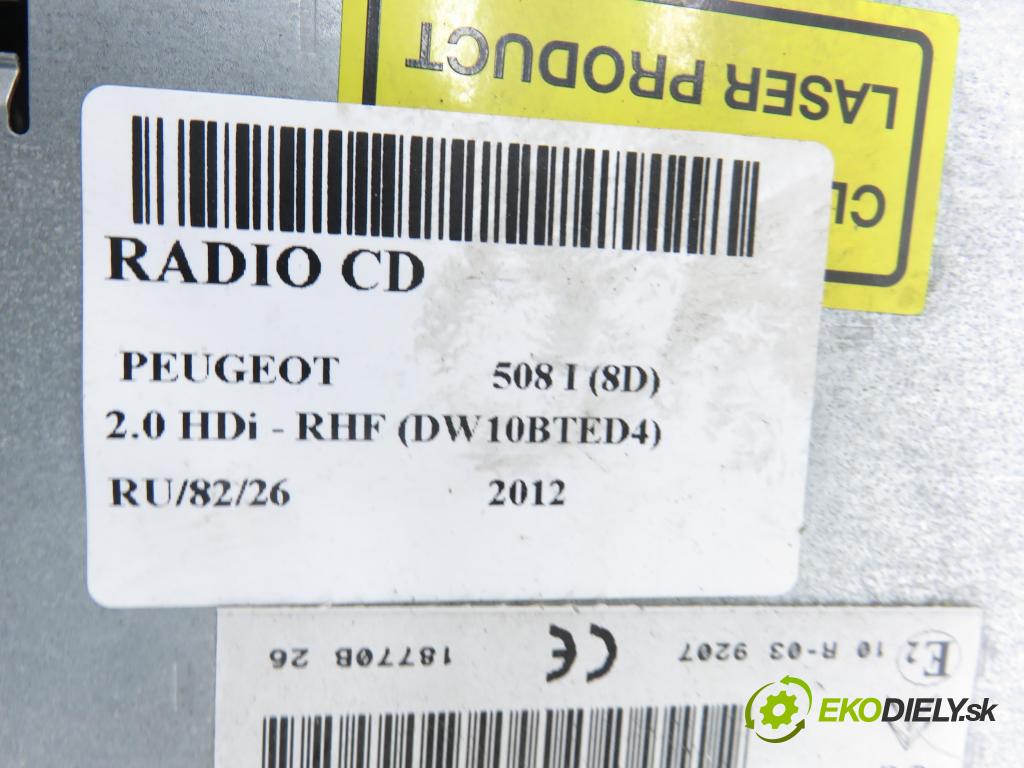 LASER PRODUCT
RADIO CD
PEUGEOT 508 I (8D)
2.0 HDi - RHF (DW10BTED4)
RU/82/26 2012
E2 10 R-03 9207 CE 18770B 26
EKODIELY.sk